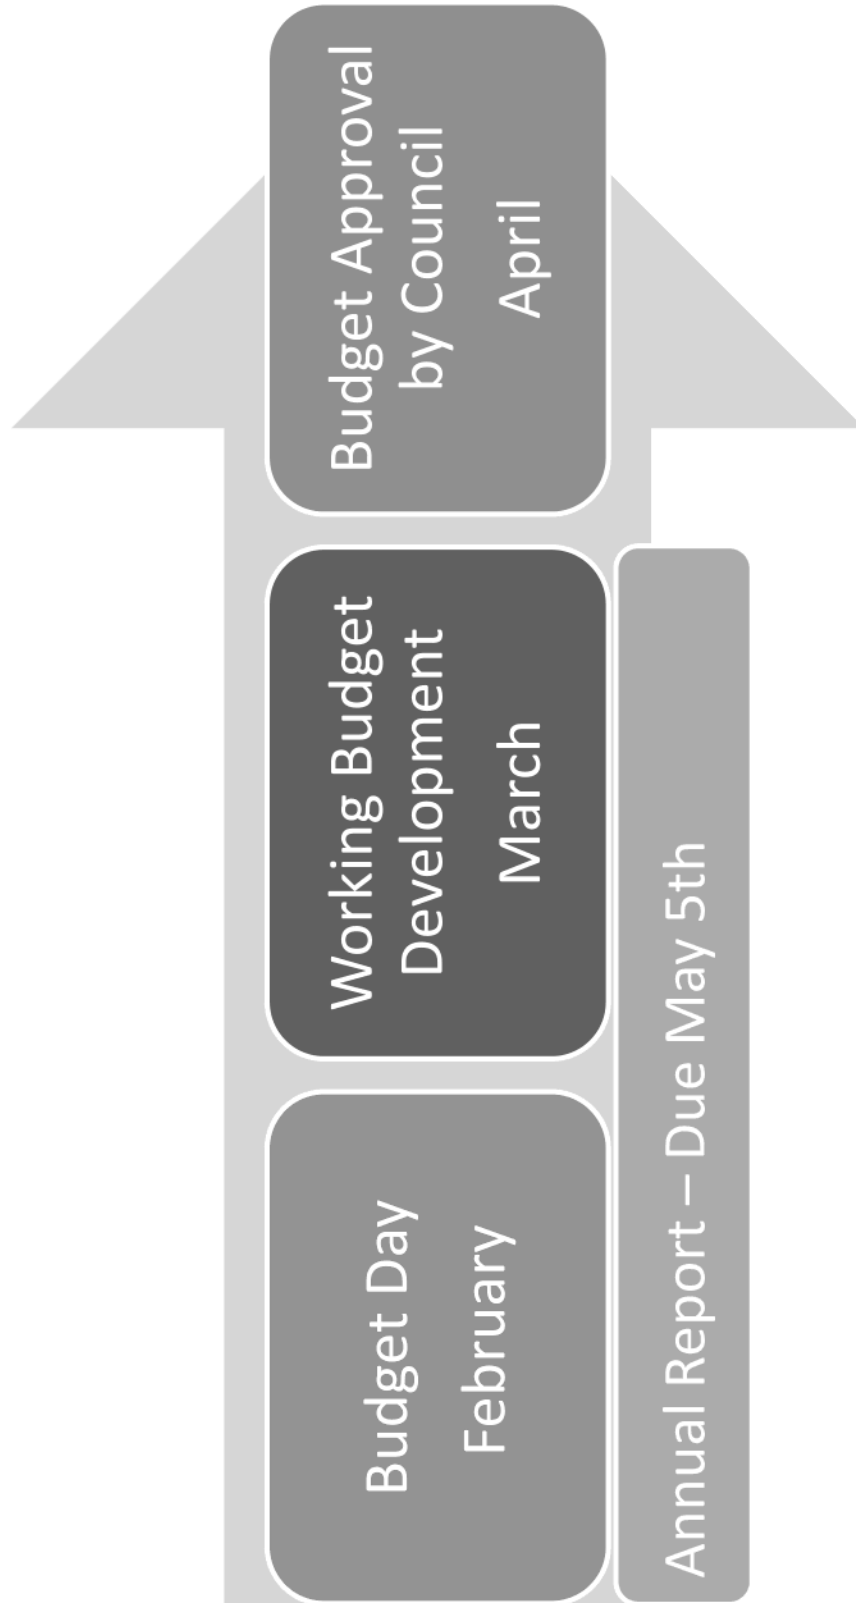 Budget Day
February
Working Budget
Development
March
Budget Approval
by Council
April
Annual Report – Due May 5th